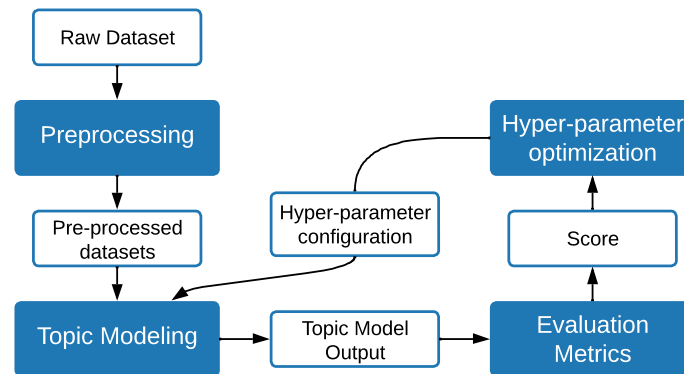 Raw Dataset
Preprocessing
Pre-processed
datasets
Topic Modeling
Topic Model
Output
Evaluation
Metrics
Score
Hyper-parameter
optimization
Hyper-parameter
configuration